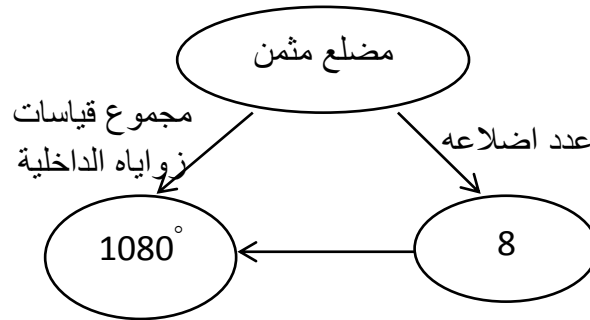 مضلع مثمن
مجموع قياسات
زواياه الداخلية
عدد اضلاعه
1080°
8